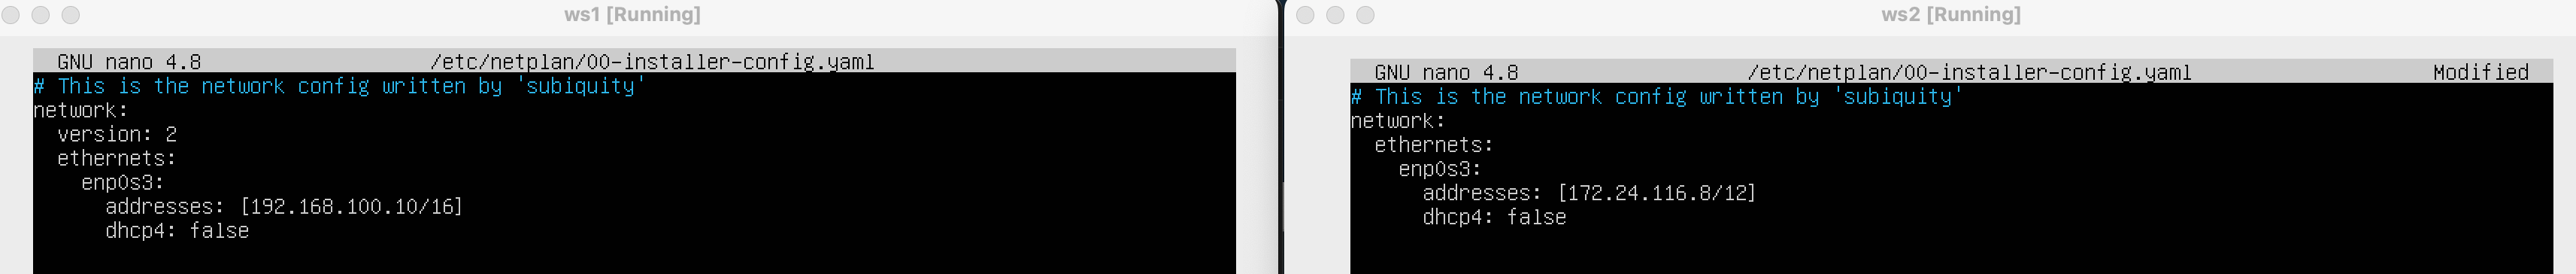 ws1 [Running]
GNU nano 4.8 /etc/netplan/00-installer-config.yaml
# This is the network config written by 'subiquity'
network:
  version: 2
  ethernets:
    enp0s3:
      addresses: [192.168.100.10/16]
      dhcp4: false
ws2 [Running]
GNU nano 4.8 /etc/netplan/00-installer-config.yaml Modified
# This is the network config written by 'subiquity'
network:
  ethernets:
    enp0s3:
      addresses: [172.24.116.8/12]
      dhcp4: false